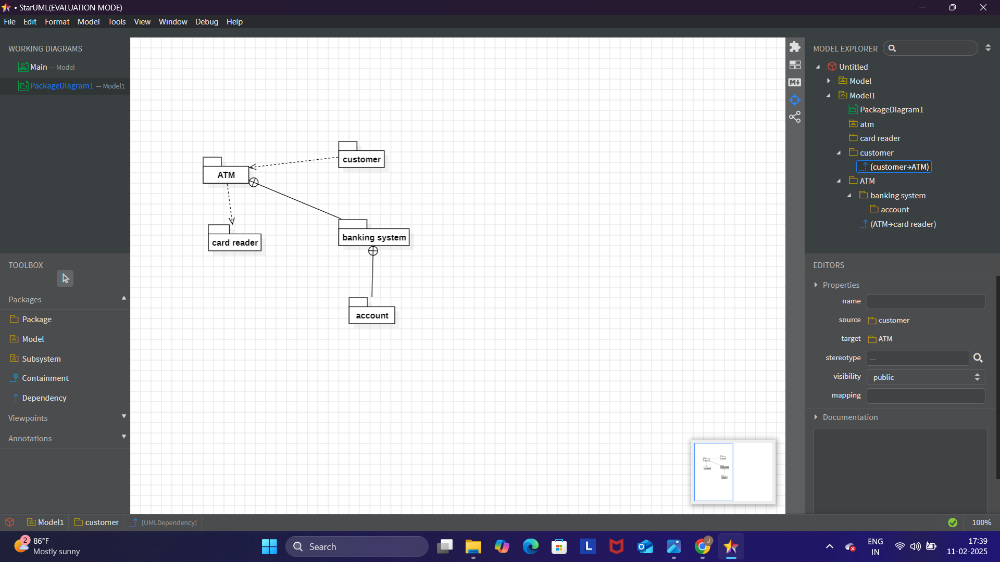 • StarUML(EVALUATION MODE)
File Edit Format Model Tools View Window Debug Help
WORKING DIAGRAMS
Main — Model
PackageDiagram1 — Model1
TOOLBOX
Packages
Package
Model
Subsystem
Containment
Dependency
Viewpoints
Annotations
customer
ATM
card reader
banking system
account
MODEL EXPLORER
Untitled
Model
Model1
PackageDiagram1
atm
card reader
customer
(customer→ATM)
ATM
banking system
account
(ATM→card reader)
EDITORS
Properties
name
source customer
target ATM
stereotype —
visibility public
mapping
Documentation
Model1 customer [UMLDependency]
100%
2
86°F
Mostly sunny
Search
L
J
ENG
IN
17:39
11-02-2025